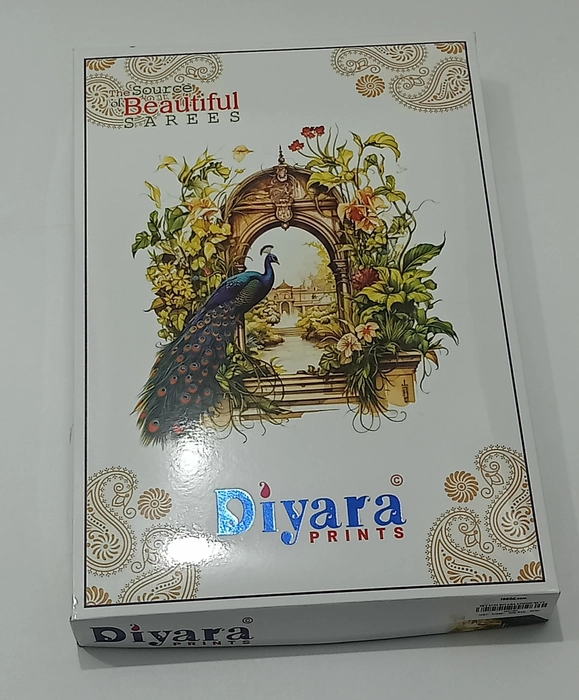 The Source
of Beautiful
SAREES
Diyara ©
PRINTS
Diyara ©
PRINTS